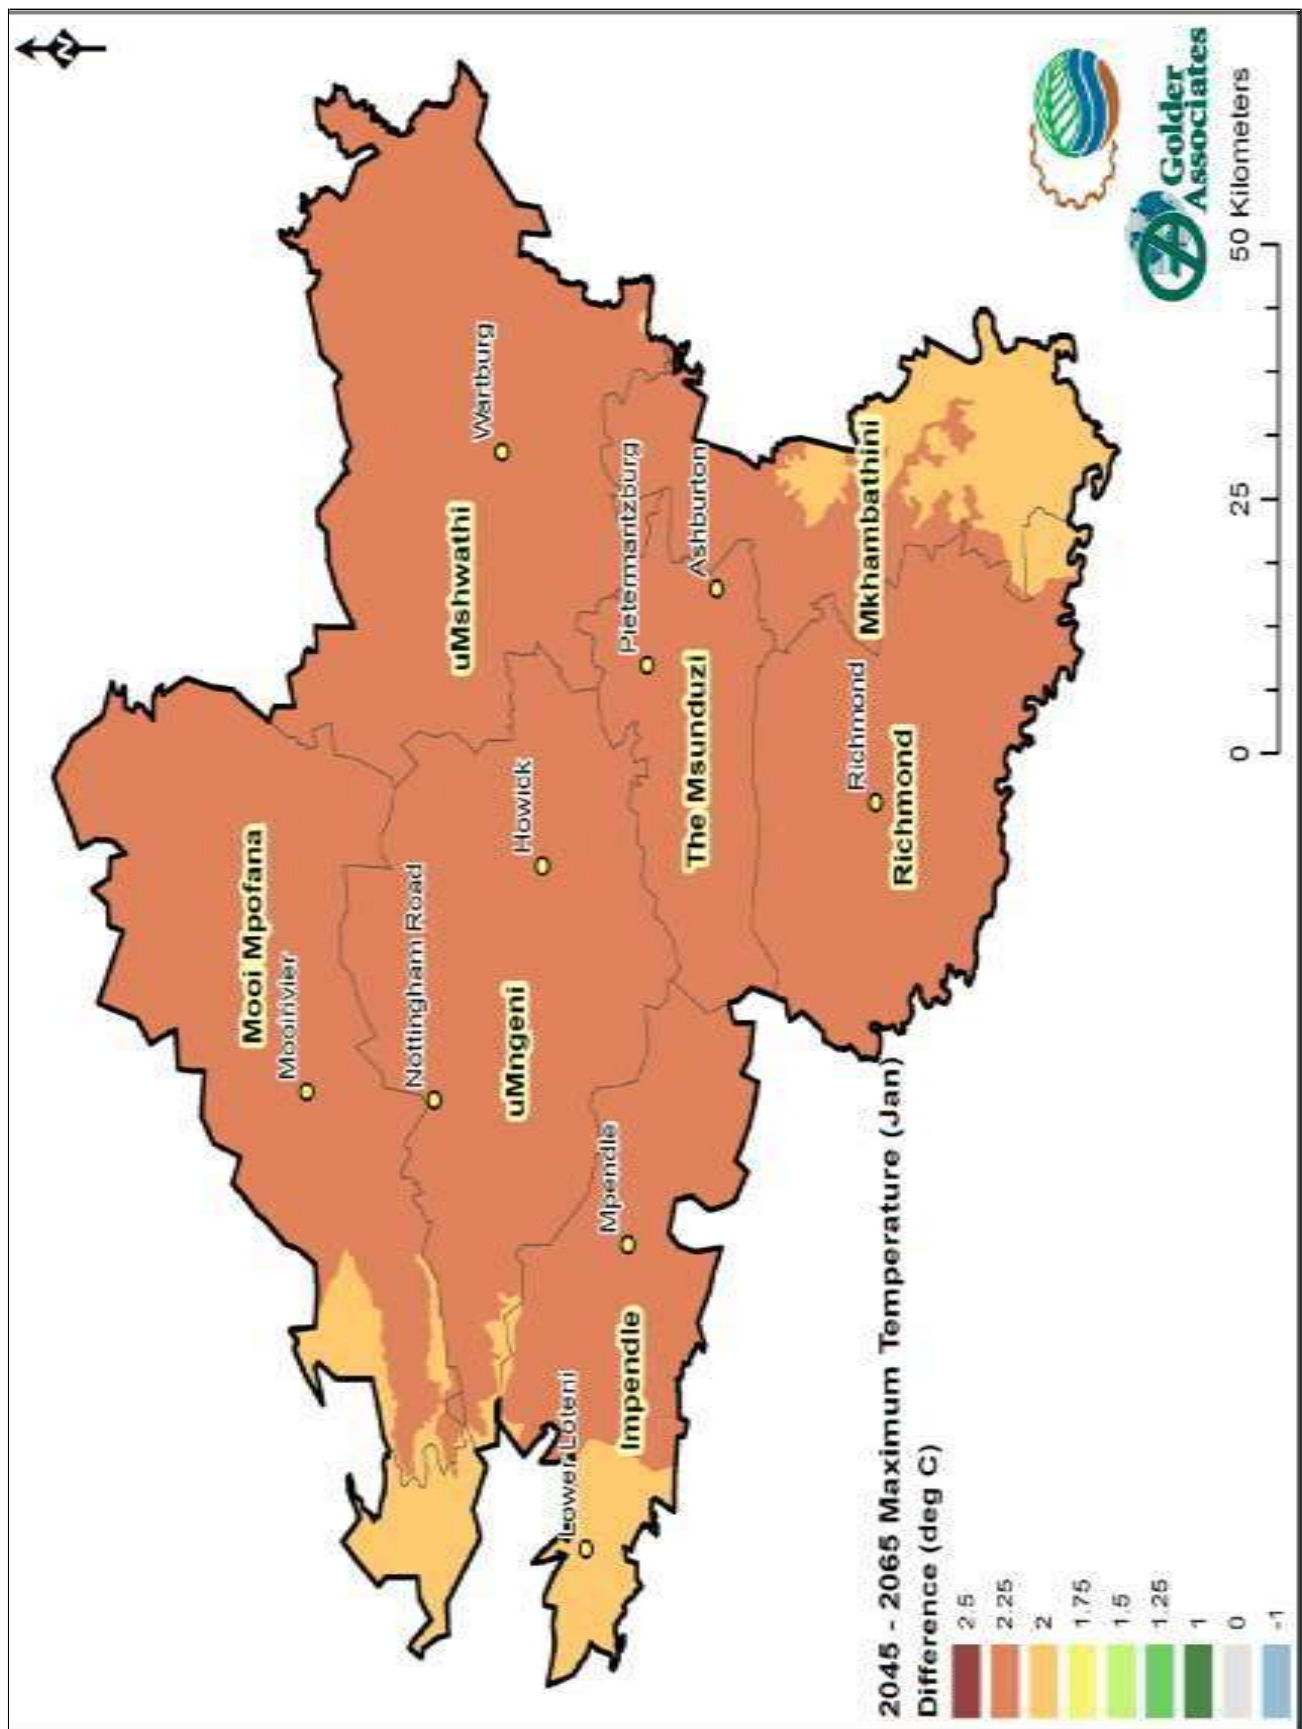 N
Mooi Mpofana
Mooirivier
Nottingham Road
uMshwathi
Wartburg
Howick
uMngeni
Pietermaritzburg
Ashburton
The Msunduzi
Mpendle
Lower Loteni
Impendle
Mkhambathini
Richmond
Richmond
2045 - 2065 Maximum Temperature (Jan)
Difference (deg C)
2.5
2.25
2
1.75
1.5
1.25
1
0
-1
Golder
Associates
0 25 50 Kilometers